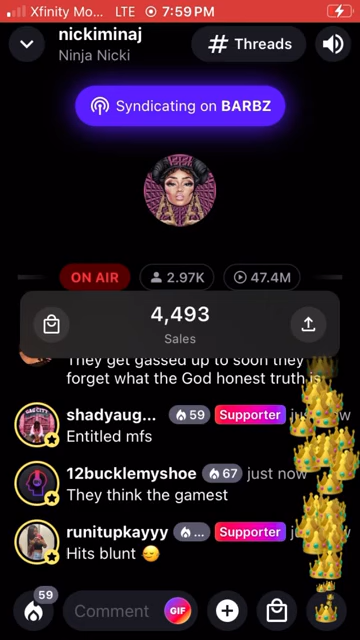 Xfinity Mo... LTE 7:59 PM
nickiminaj
Ninja Nicki
# Threads
Syndicating on BARBZ
ON AIR 2.97K 47.4M
4,493
Sales
They get gassed up to soon they
forget what the God honest truth is
shadyaug... 59 Supporter
Entitled mfs
12bucklemyshoe 67 just now
They think the gamest
runitupkayyy ... Supporter
Hits blunt
59
Comment GIF